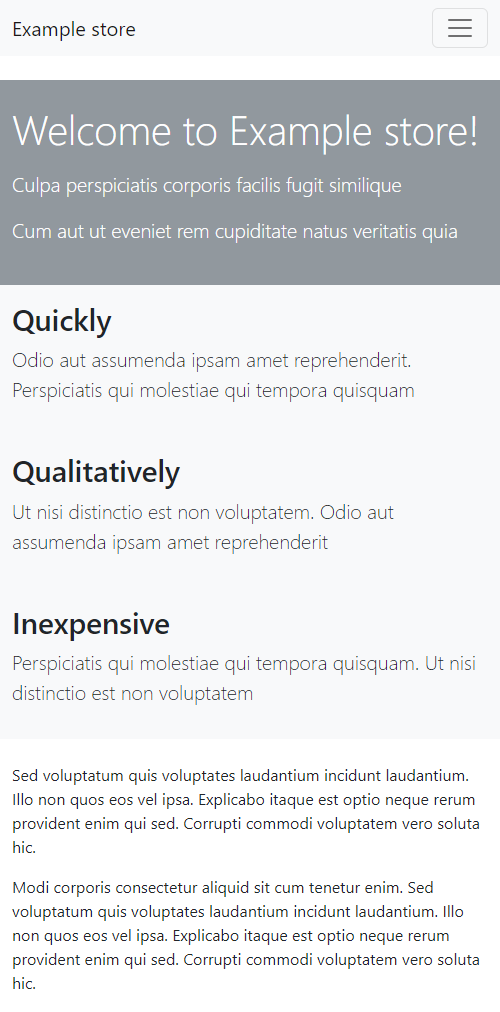 Example store
Welcome to Example store!
Culpa perspiciatis corporis facilis fugit similique
Cum aut ut eveniet rem cupiditate natus veritatis quia
Quickly
Odio aut assumenda ipsam amet reprehenderit.
Perspiciatis qui molestiae qui tempora quisquam
Qualitatively
Ut nisi distinctio est non voluptatem. Odio aut
assumenda ipsam amet reprehenderit
Inexpensive
Perspiciatis qui molestiae qui tempora quisquam. Ut nisi
distinctio est non voluptatem
Sed voluptatum quis voluptates laudantium incidunt laudantium.
Illo non quos eos vel ipsa. Explicabo itaque est optio neque rerum
provident enim qui sed. Corrupti commodi voluptatem vero soluta
hic.
Modi corporis consectetur aliquid sit cum tenetur enim. Sed
voluptatum quis voluptates laudantium incidunt laudantium. Illo
non quos eos vel ipsa. Explicabo itaque est optio neque rerum
provident enim qui sed. Corrupti commodi voluptatem vero soluta
hic.